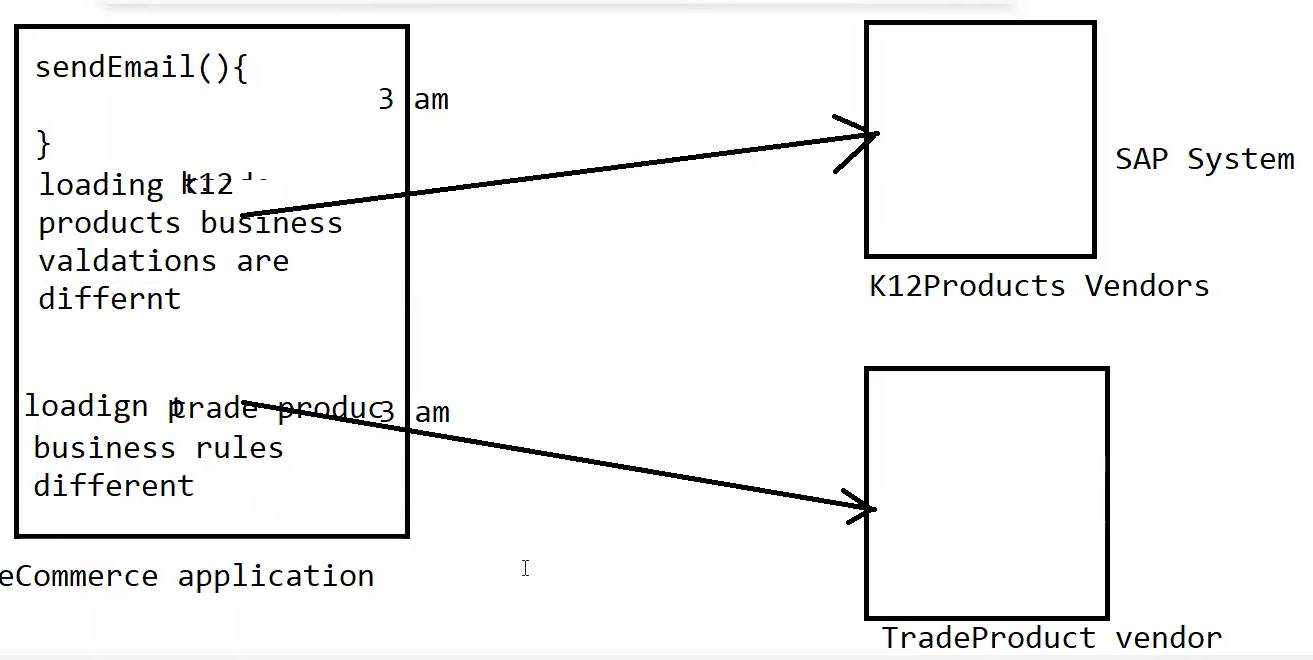 sendEmail(){
3 am
}
loading k12
products business
valdations are
differnt
SAP System
K12Products Vendors
loadign trade produc
3 am
business rules
different
eCommerce application
TradeProduct vendor